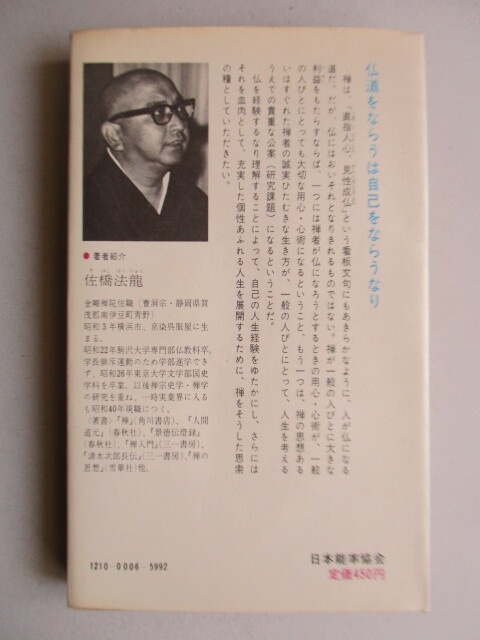 仏道をならうは自己をならうなり
禅は、「直指人心、見性成仏」という看板文句にもあきらかなように、人が仏になる
道だ。だが、仏にはおいそれとなりきれるものではない。禅が一般の人びとに大きな
利益をもたらすならば、一つには禅者が仏になろうとするときの用心・心術が、一般
の人びとにとっても大切な用心・心術になるということ、もう一つは、禅の思想ある
いはすぐれた禅者の誠実ひたむきな生き方が、一般の人びとにとって、人生を考える
うえでの貴重な公案(研究課題)になるということだ。
仏を経験するなり理解することによって、自己の人生経験をゆたかにし、さらには
それを血肉として、充実した個性あふれる人生を展開するために、禅をそうした思索
の糧としていただきたい。
●著者紹介
さ はし ほう りゅう
佐橋法龍
金剛禅院住職(曹洞宗・静岡県賀
茂郡南伊豆町青野)
昭和3年横浜市、京染呉服屋に生
まる。
昭和22年駒沢大学専門部仏教科卒。
学長排斥運動のため学部進学でき
ず、昭和26年東京大学文学部国史
学科を卒業。以後禅宗史学・禅学
の研究を重ね、一時実業界に入る
も昭和40年現職につく。
〈著書〉『禅』(角川書店)、『人間
道元』(春秋社)、『景徳伝燈録』
(春秋社)、『禅入門』(三一書房)、
『清水次郎長伝』(三一書房)、『禅の
思想』(雪華社)他。
1210-0006-5992
日本能率協会
定価450円